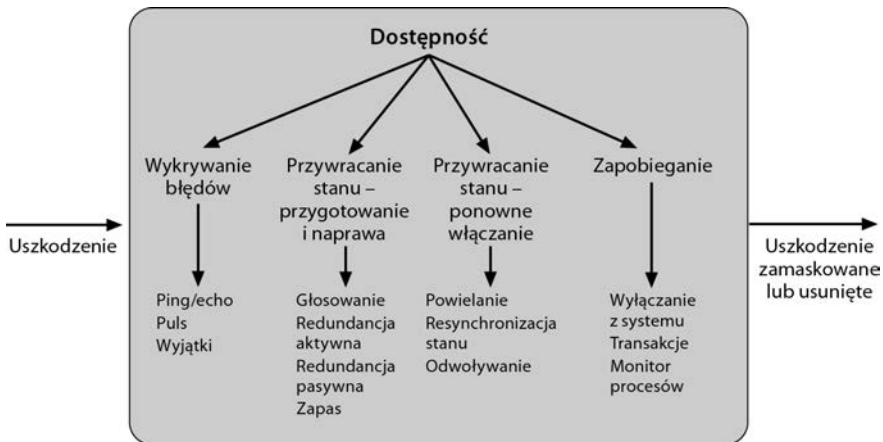 Dostępność
Wykrywanie
błędów
Przywracanie
stanu –
przygotowanie
i naprawa
Przywracanie
stanu –
ponowne
włączanie
Zapobieganie
Uszkodzenie
Ping/echo
Puls
Wyjątki
Głosowanie
Redundancja
aktywna
Redundancja
pasywna
Zapas
Powielanie
Resynchronizacja
stanu
Odwoływanie
Wyłączanie
z systemu
Transakcje
Monitor
procesów
Uszkodzenie
zamaskowane
lub usunięte